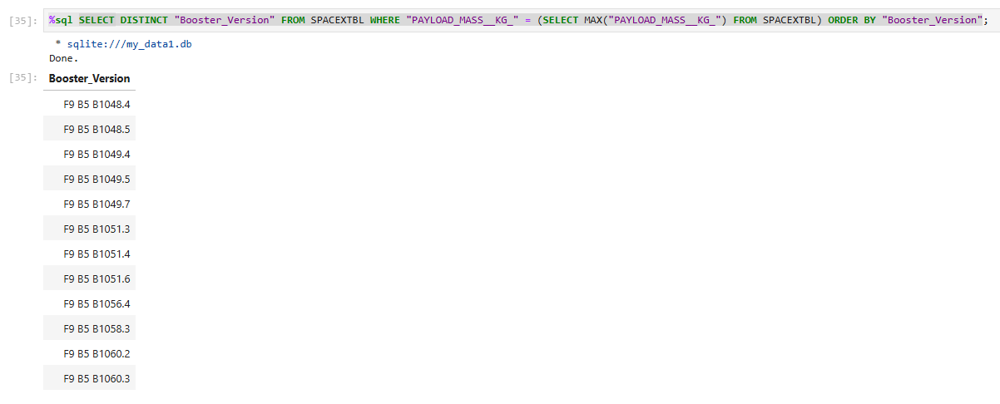 [35]: %sql SELECT DISTINCT "Booster_Version" FROM SPACEXTBL WHERE "PAYLOAD_MASS__KG_" = (SELECT MAX("PAYLOAD_MASS__KG_") FROM SPACEXTBL) ORDER BY "Booster_Version";
* sqlite:///my_data1.db
Done.
[35]: Booster_Version
F9 B5 B1048.4
F9 B5 B1048.5
F9 B5 B1049.4
F9 B5 B1049.5
F9 B5 B1049.7
F9 B5 B1051.3
F9 B5 B1051.4
F9 B5 B1051.6
F9 B5 B1056.4
F9 B5 B1058.3
F9 B5 B1060.2
F9 B5 B1060.3